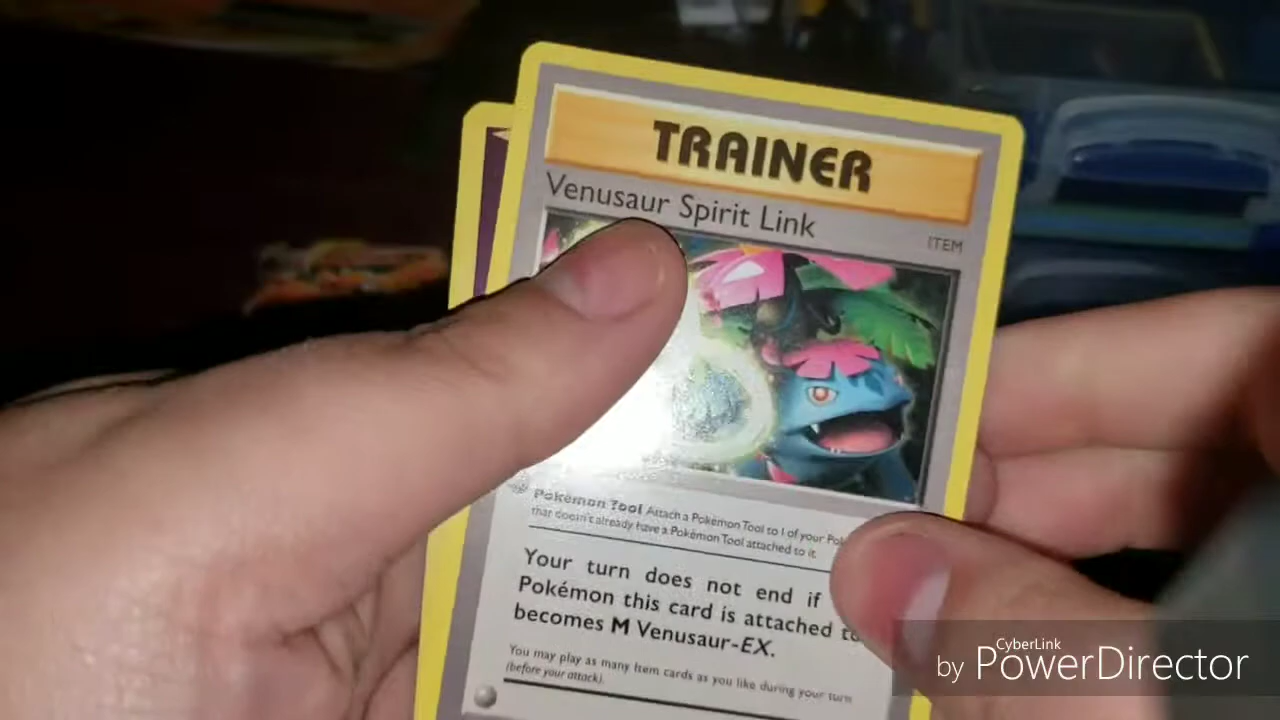 TRAINER
Venusaur Spirit Link
ITEM
Pokémon Tool Attach a Pokémon Tool to 1 of your
that doesn't already have a Pokémon Tool attached to it.
Your turn does not end if
Pokémon this card is attached to
becomes M Venusaur-EX.
You may play as many Item cards as you like during your turn
(before your attack).
CyberLink
by PowerDirector